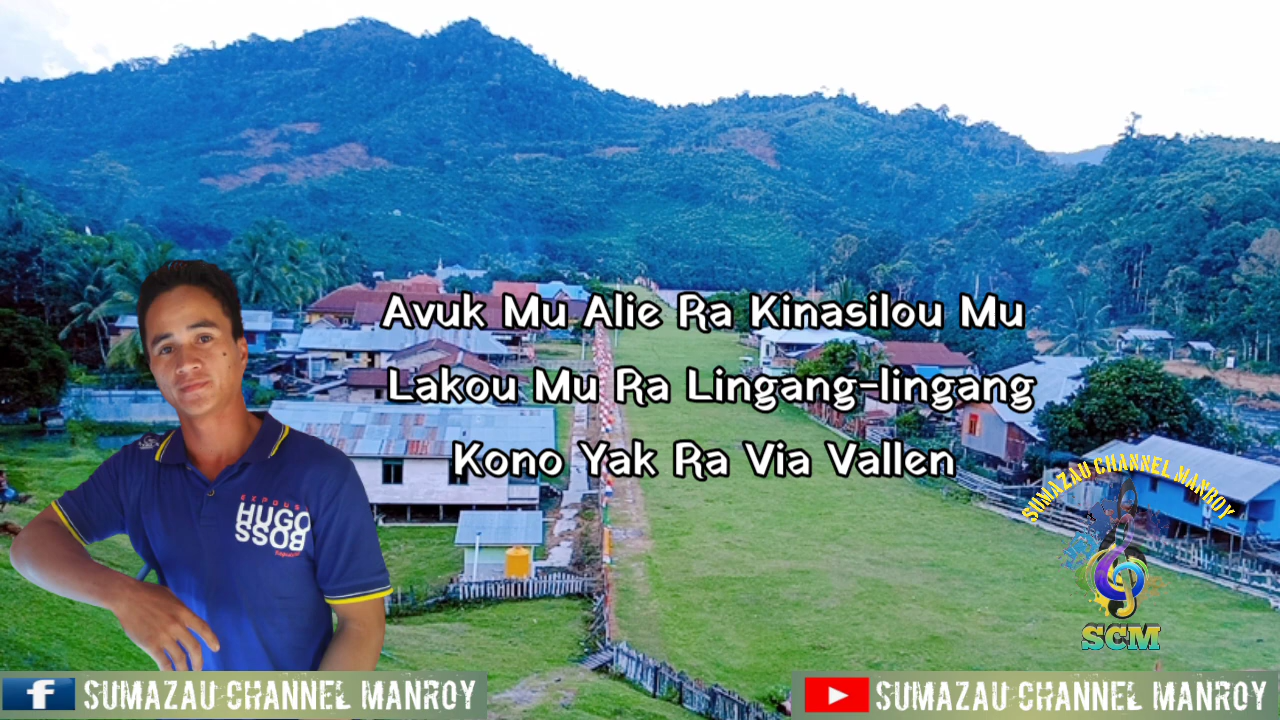 Avuk Mu Alie Ra Kinasilou Mu
Lakou Mu Ra Lingang-lingang
Kono Yak Ra Via Vallen
HUGO
BOSS
SUMAZAU CHANNEL MANROY
SCM
SUMAZAU CHANNEL MANROY
SUMAZAU CHANNEL MANROY